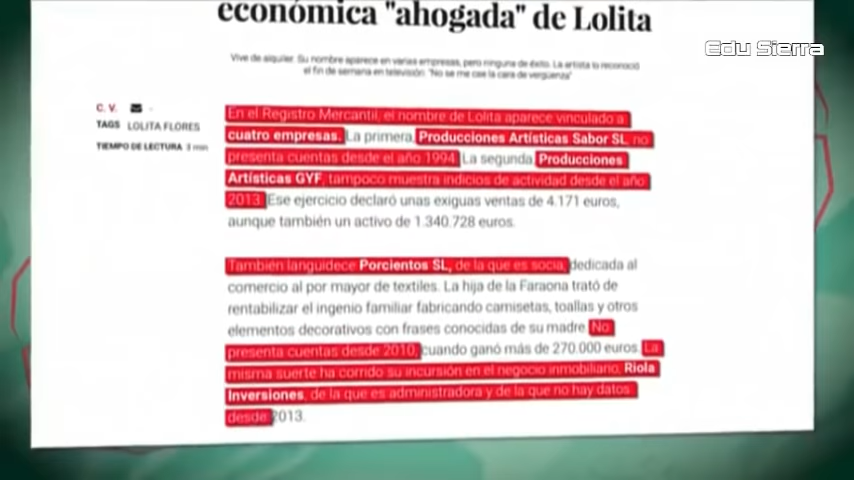 económica "ahogada" de Lolita
Edu Sierra
Vive de alquiler. Su nombre aparece en varias empresas, pero ninguna de éxito. La artista lo reconoció
el fin de semana en televisión: "No se me cae la cara de vergüenza"
C. V.
TAGS LOLITA FLORES
TIEMPO DE LECTURA 3 min
En el Registro Mercantil, el nombre de Lolita aparece vinculado a
cuatro empresas. La primera, Producciones Artísticas Sabor SL, no
presenta cuentas desde el año 1994. La segunda, Producciones
Artísticas GYF, tampoco muestra indicios de actividad desde el año
2013. Ese ejercicio declaró unas exiguas ventas de 4.171 euros,
aunque también un activo de 1.340.728 euros.
También languidece Porcientos SL, de la que es socia, dedicada al
comercio al por mayor de textiles. La hija de la Faraona trató de
rentabilizar el ingenio familiar fabricando camisetas, toallas y otros
elementos decorativos con frases conocidas de su madre. No
presenta cuentas desde 2010, cuando ganó más de 270.000 euros. La
misma suerte ha corrido su incursión en el negocio inmobiliario, Riola
Inversiones, de la que es administradora y de la que no hay datos
desde 2013.